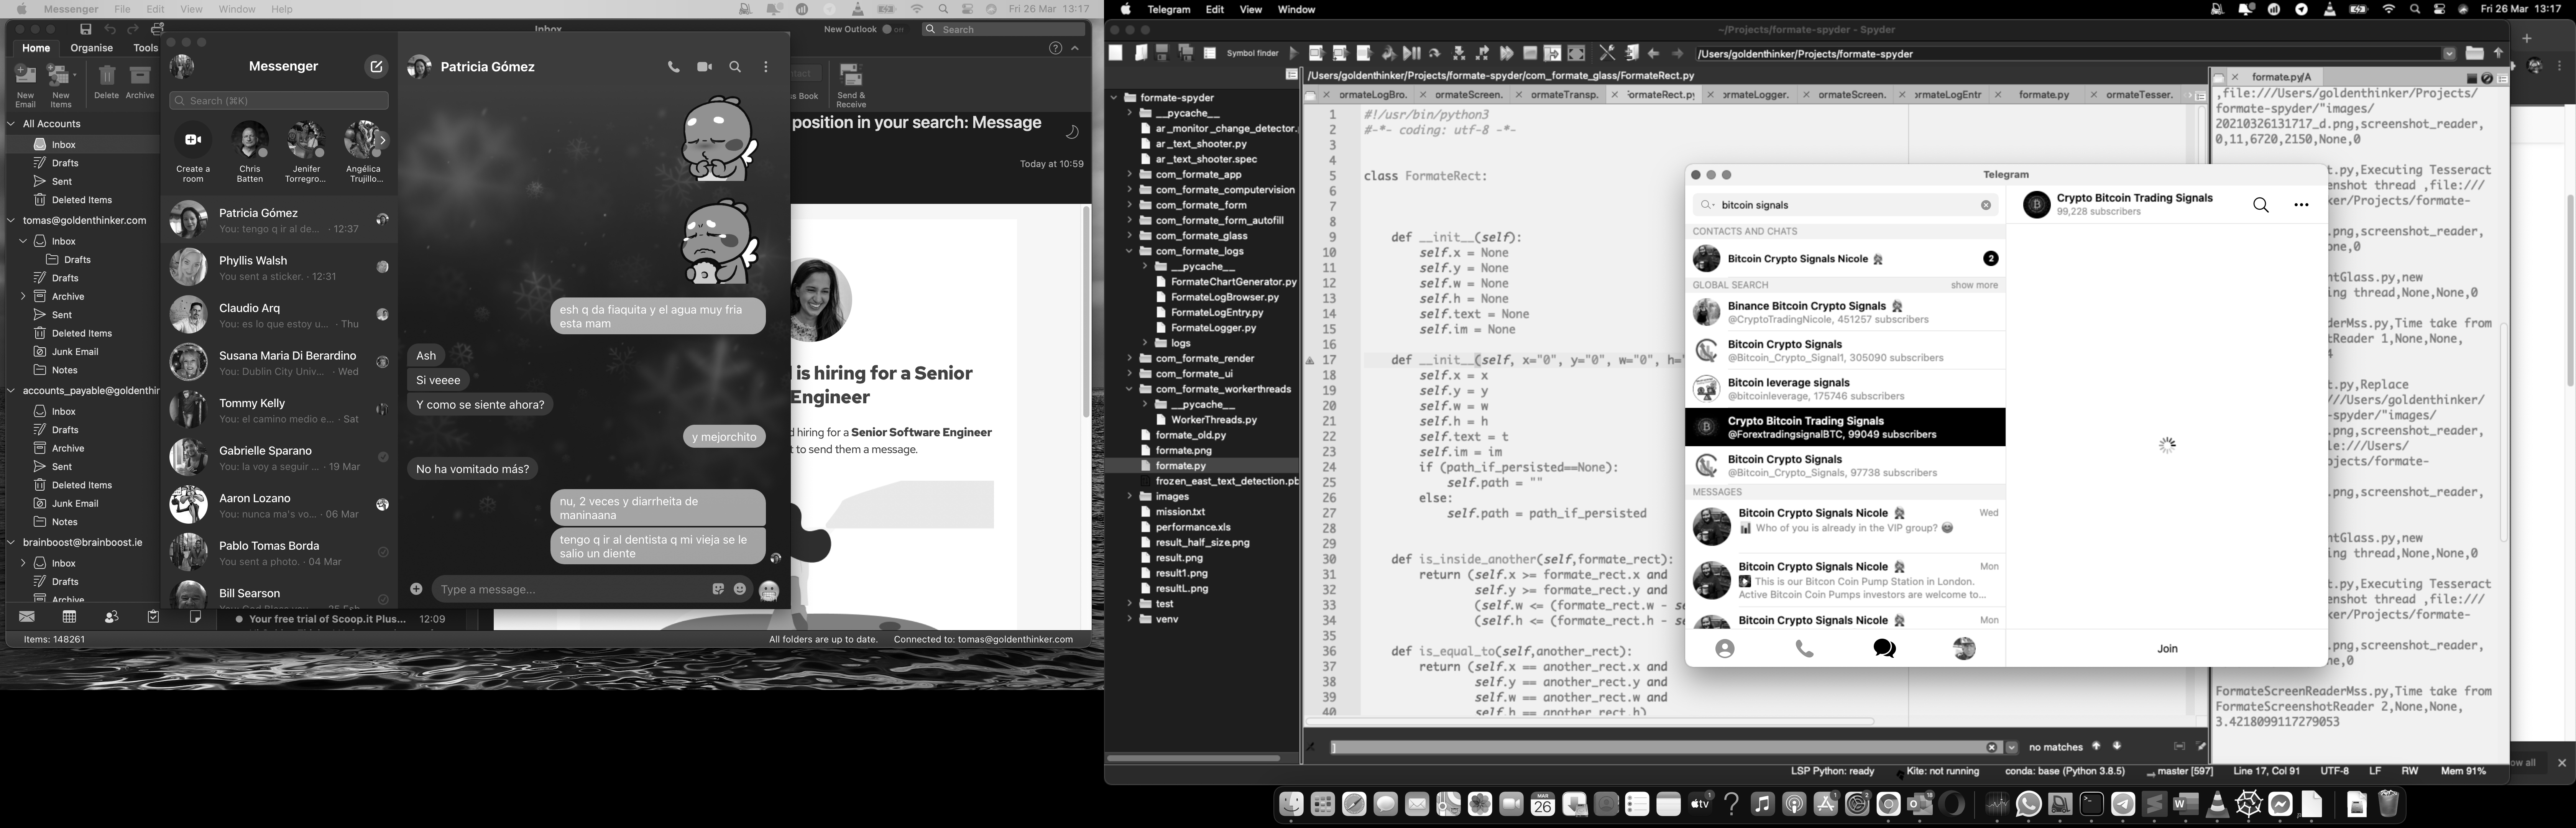 Messenger File Edit View Window Help
Fri 26 Mar 13:17
Inbox
New Outlook on
Search
Home Organise Tools
New Email
New Items
Delete
Archive
Send & Receive
All Accounts
Inbox
Drafts
Sent
Deleted Items
tomas@goldenthinker.com
Inbox
Drafts
Drafts
Archive
Sent
Deleted Items
Junk Email
Notes
accounts_payable@goldenthin
Inbox
Drafts
Archive
Sent
Deleted Items
Junk Email
Notes
brainboost@brainboost.ie
Inbox
Drafts
Archive
Items: 148261
Messenger
Search (⌘K)
Create a room
Chris Batten
Jenifer Torregro...
Angélica Trujillo...
Patricia Gómez
You: tengo q ir al de... · 12:37
Phyllis Walsh
You sent a sticker. · 12:31
Claudio Arq
You: es lo que estoy u... · Thu
Susana Maria Di Berardino
You: Dublin City Univ... · Wed
Tommy Kelly
You: el camino medio e... · Sat
Gabrielle Sparano
You: la voy a seguir ... · 19 Mar
Aaron Lozano
You: nunca ma's vo... · 06 Mar
Pablo Tomas Borda
You sent a photo. · 04 Mar
Bill Searson
Your free trial of Scoop.it Plus... 12:09
Patricia Gómez
esh q da fiaquita y el agua muy fria
esta mam
Ash
Si veeee
Y como se siente ahora?
y mejorchito
No ha vomitado más?
nu, 2 veces y diarrheita de
maninaana
tengo q ir al dentista q mi vieja se le
salio un diente
Type a message...
position in your search: Message
Today at 10:59
is hiring for a Senior
Engineer
hiring for a Senior Software Engineer
t to send them a message.
All folders are up to date. Connected to: tomas@goldenthinker.com
Telegram Edit View Window
Fri 26 Mar 13:17
~/Projects/formate-spyder - Spyder
Symbol finder
/Users/goldenthinker/Projects/formate-spyder
/Users/goldenthinker/Projects/formate-spyder/com_formate_glass/FormateRect.py
ormateLogBro. ormateScreen. ormateTransp. ormateRect.py ormateLogger. ormateScreen. ormateLogEntr formate.py ormateTesser.
formate-spyder
__pycache__
ar_monitor_change_detector.
ar_text_shooter.py
ar_text_shooter.spec
com_formate_app
com_formate_computervision
com_formate_form
com_formate_form_autofill
com_formate_glass
com_formate_logs
__pycache__
FormateChartGenerator.py
FormateLogBrowser.py
FormateLogEntry.py
FormateLogger.py
logs
com_formate_render
com_formate_ui
com_formate_workerthreads
__pycache__
WorkerThreads.py
formate_old.py
formate.png
formate.py
frozen_east_text_detection.pb
images
mission.txt
performance.xls
result_half_size.png
result.png
result1.png
resultL.png
test
venv
1 #!/usr/bin/python3
2 #-*- coding: utf-8 -*-
3
4
5 class FormateRect:
6
7
8
9 def __init__(self):
10 self.x = None
11 self.y = None
12 self.w = None
13 self.h = None
14 self.text = None
15 self.im = None
16
17 def __init__(self, x="0", y="0", w="0", h="
18 self.x = x
19 self.y = y
20 self.w = w
21 self.h = h
22 self.text = t
23 self.im = im
24 if (path_if_persisted==None):
25 self.path = ""
26 else:
27 self.path = path_if_persisted
28
29
30 def is_inside_another(self,formate_rect):
31 return (self.x >= formate_rect.x and
32 self.y >= formate_rect.y and
33 (self.w <= (formate_rect.w - se
34 (self.h <= (formate_rect.h - se
35
36 def is_equal_to(self,another_rect):
37 return (self.x == another_rect.x and
38 self.y == another_rect.y and
39 self.w == another_rect.w and
40 self.h == another_rect.h)
]
no matches
LSP Python: ready Kite: not running conda: base (Python 3.8.5) master [597] Line 17, Col 91 UTF-8 LF RW Mem 91%
Telegram
bitcoin signals
CONTACTS AND CHATS
Bitcoin Crypto Signals Nicole
2
GLOBAL SEARCH show more
Binance Bitcoin Crypto Signals
@CryptoTradingNicole, 451257 subscribers
Bitcoin Crypto Signals
@Bitcoin_Crypto_Signal1, 305090 subscribers
Bitcoin leverage signals
@bitcoinleverage, 175746 subscribers
Crypto Bitcoin Trading Signals
@ForextradingsignalBTC, 99049 subscribers
Bitcoin Crypto Signals
@Bitcoin_Crypto_Signals, 97738 subscribers
MESSAGES
Bitcoin Crypto Signals Nicole Wed
Who of you is already in the VIP group?
Bitcoin Crypto Signals Nicole Mon
This is our Bitcon Coin Pump Station in London.
Active Bitcoin Coin Pumps investors are welcome to...
Bitcoin Crypto Signals Nicole Mon
Crypto Bitcoin Trading Signals
99,228 subscribers
Join
formate.py/A
,file:///Users/goldenthinker/Projects/
formate-spyder/"images/
20210326131717_d.png,screenshot_reader,
0,11,6720,2150,None,0
t.py,Executing Tesseract
enshot thread ,file:///
r/Projects/formate-
.png,screenshot_reader,
one,0
ntGlass.py,new
ing thread,None,None,0
derMss.py,Time take from
tReader 1,None,None,
4
t.py,Replace
///Users/goldenthinker/
-spyder/"images/
.png,screenshot_reader,
,file:///Users/
ojects/formate-
.png,screenshot_reader,
ntGlass.py,new
ing thread,None,None,0
t.py,Executing Tesseract
enshot thread ,file:///
r/Projects/formate-
.png,screenshot_reader,
e,0
FormateScreenReaderMss.py,Time take from
FormateScreenshotReader 2,None,None,
3.4218099117279053
ow all
MAR
26
tv